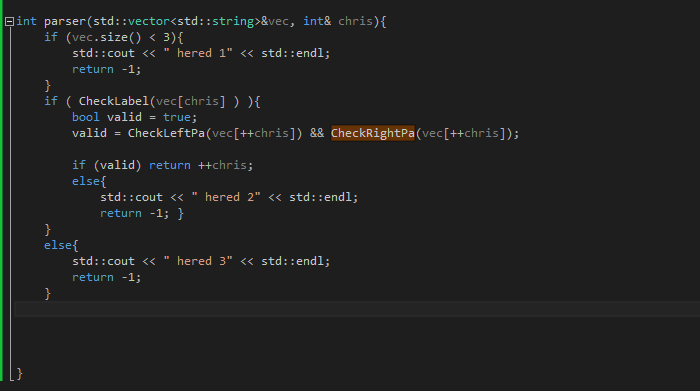 int parser(std::vector<std::string>&vec, int& chris){
if (vec.size() < 3){
std::cout << " hered 1" << std::endl;
return -1;
}
if ( CheckLabel(vec[chris] ) ){
bool valid = true;
valid = CheckLeftPa(vec[++chris]) && CheckRightPa(vec[++chris]);
if (valid) return ++chris;
else{
std::cout << " hered 2" << std::endl;
return -1; }
}
else{
std::cout << " hered 3" << std::endl;
return -1;
}
}